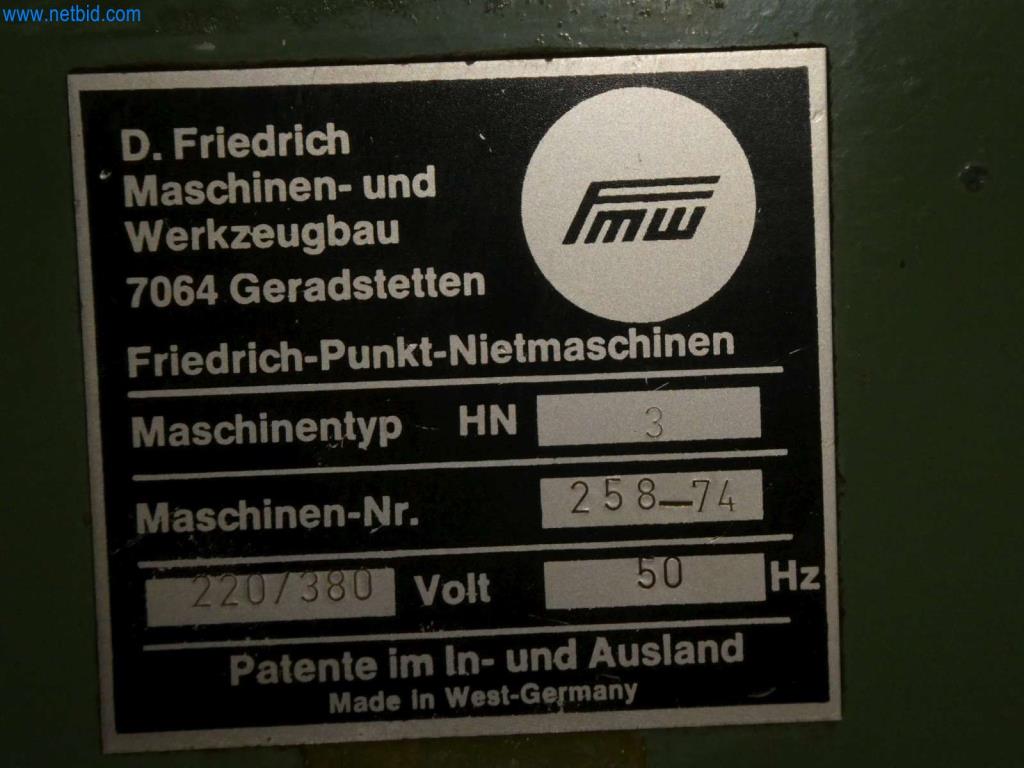 www.netbid.com
D. Friedrich
Maschinen- und
Werkzeugbau
7064 Geradstetten
FMW
Friedrich-Punkt-Nietmaschinen
Maschinentyp HN 3
Maschinen-Nr. 258-74
220/380 Volt 50 Hz
Patente im In- und Ausland
Made in West-Germany